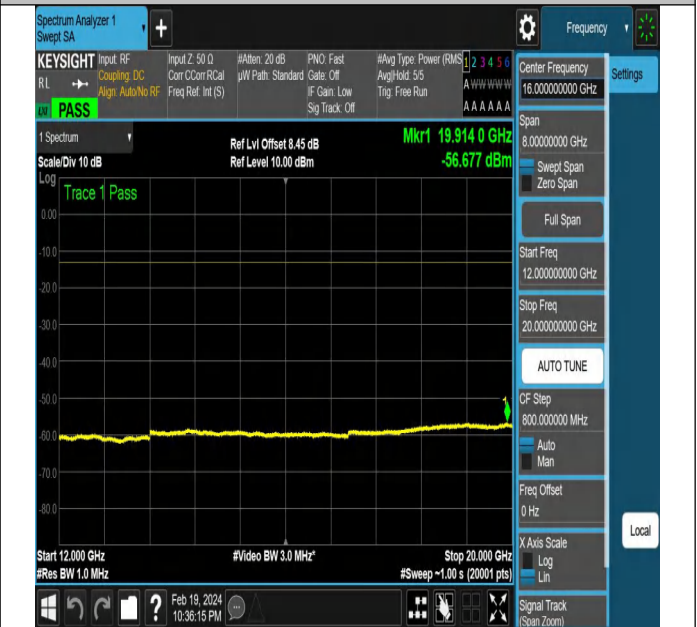 Spectrum Analyzer 1
Swept SA
+
Frequency
KEYSIGHT
RL
PASS
Input: RF
Coupling: DC
Align: Auto/No RF
Input Z: 50 Ω
Corr CCorr RCal
Freq Ref: Int (S)
#Atten: 20 dB
µW Path: Standard
PNO: Fast
Gate: Off
IF Gain: Low
Sig Track: Off
#Avg Type: Power (RMS
Avg|Hold: 5/5
Trig: Free Run
1 2 3 4 5 6
A W W W W W
A A A A A A
1 Spectrum
Scale/Div 10 dB
Log
Ref Lvl Offset 8.45 dB
Ref Level 10.00 dBm
Mkr1 19.914 0 GHz
-56.677 dBm
Trace 1 Pass
0.00
-10.0
-20.0
-30.0
-40.0
-50.0
-60.0
-70.0
-80.0
1
Start 12.000 GHz
#Res BW 1.0 MHz
#Video BW 3.0 MHz*
Stop 20.000 GHz
#Sweep ~1.00 s (20001 pts)
?
Feb 19, 2024
10:36:15 PM
Center Frequency
16.00000000 GHz
Settings
Span
8.00000000 GHz
Swept Span
Zero Span
Full Span
Start Freq
12.000000000 GHz
Stop Freq
20.000000000 GHz
AUTO TUNE
CF Step
800.000000 MHz
Auto
Man
Freq Offset
0 Hz
Local
X Axis Scale
Log
Lin
Signal Track
(Span Zoom)